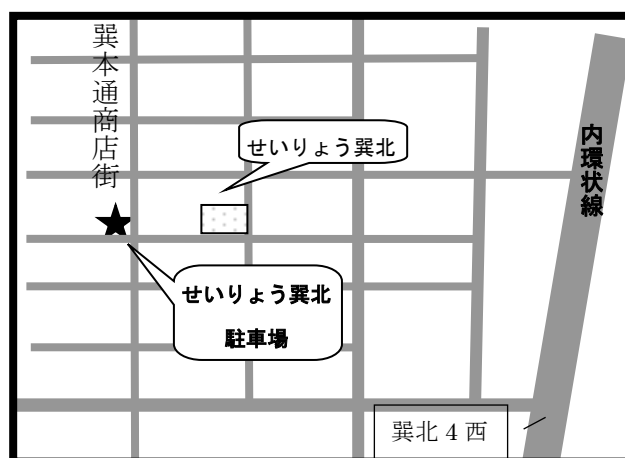 巽本通商店街
せいりょう巽北
内環状線
せいりょう巽北
駐車場
巽北4西